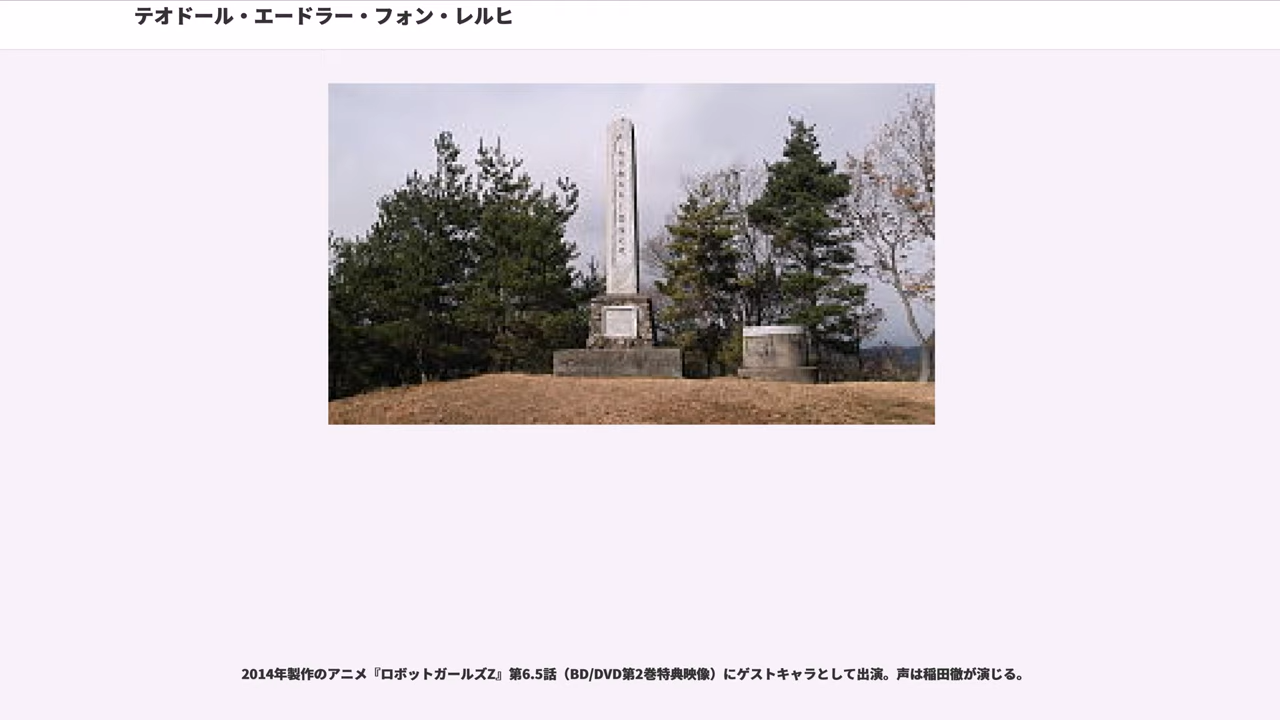 テオドール・エードラー・フォン・レルヒ
2014年製作のアニメ『ロボットガールズZ』第6.5話（BD/DVD第2巻特典映像）にゲストキャラとして出演。声は稲田徹が演じる。